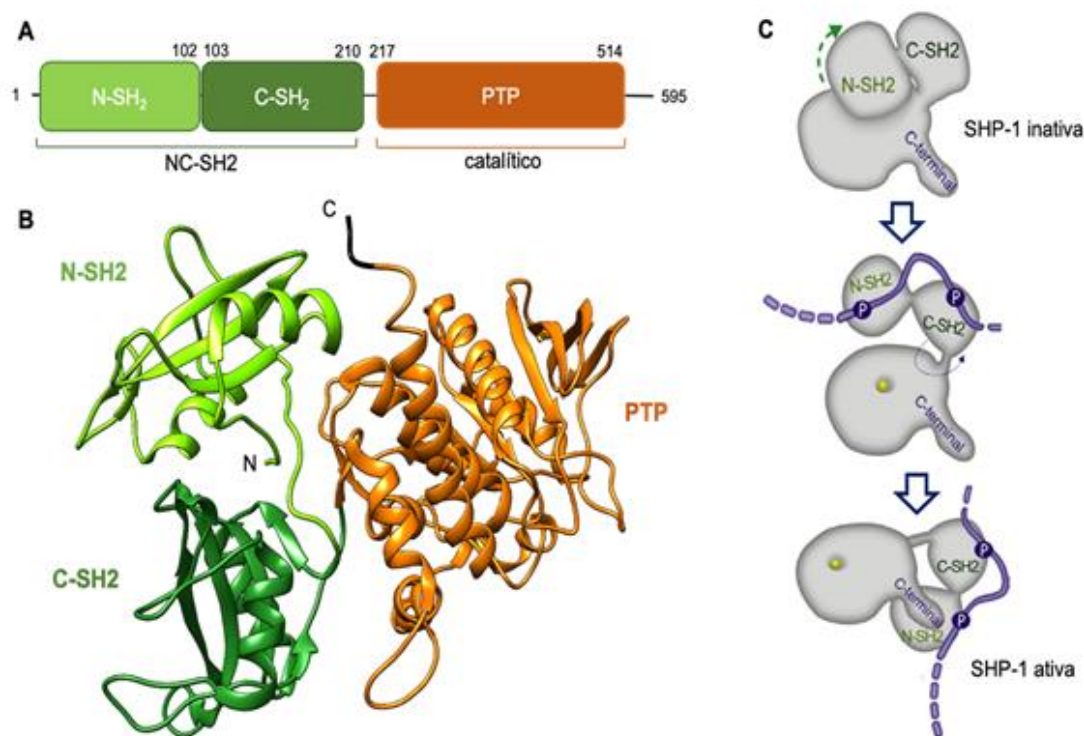 A
102 103 210 217 514
1 N-SH2 C-SH2 PTP 595
NC-SH2 catalítico
B
N-SH2
C
N
PTP
C-SH2
C
C-SH2
N-SH2
SHP-1 inativa
C-terminal
N-SH2
P
P
C-SH2
C-terminal
P
C-SH2
C-terminal
P
N-SH2
SHP-1 ativa